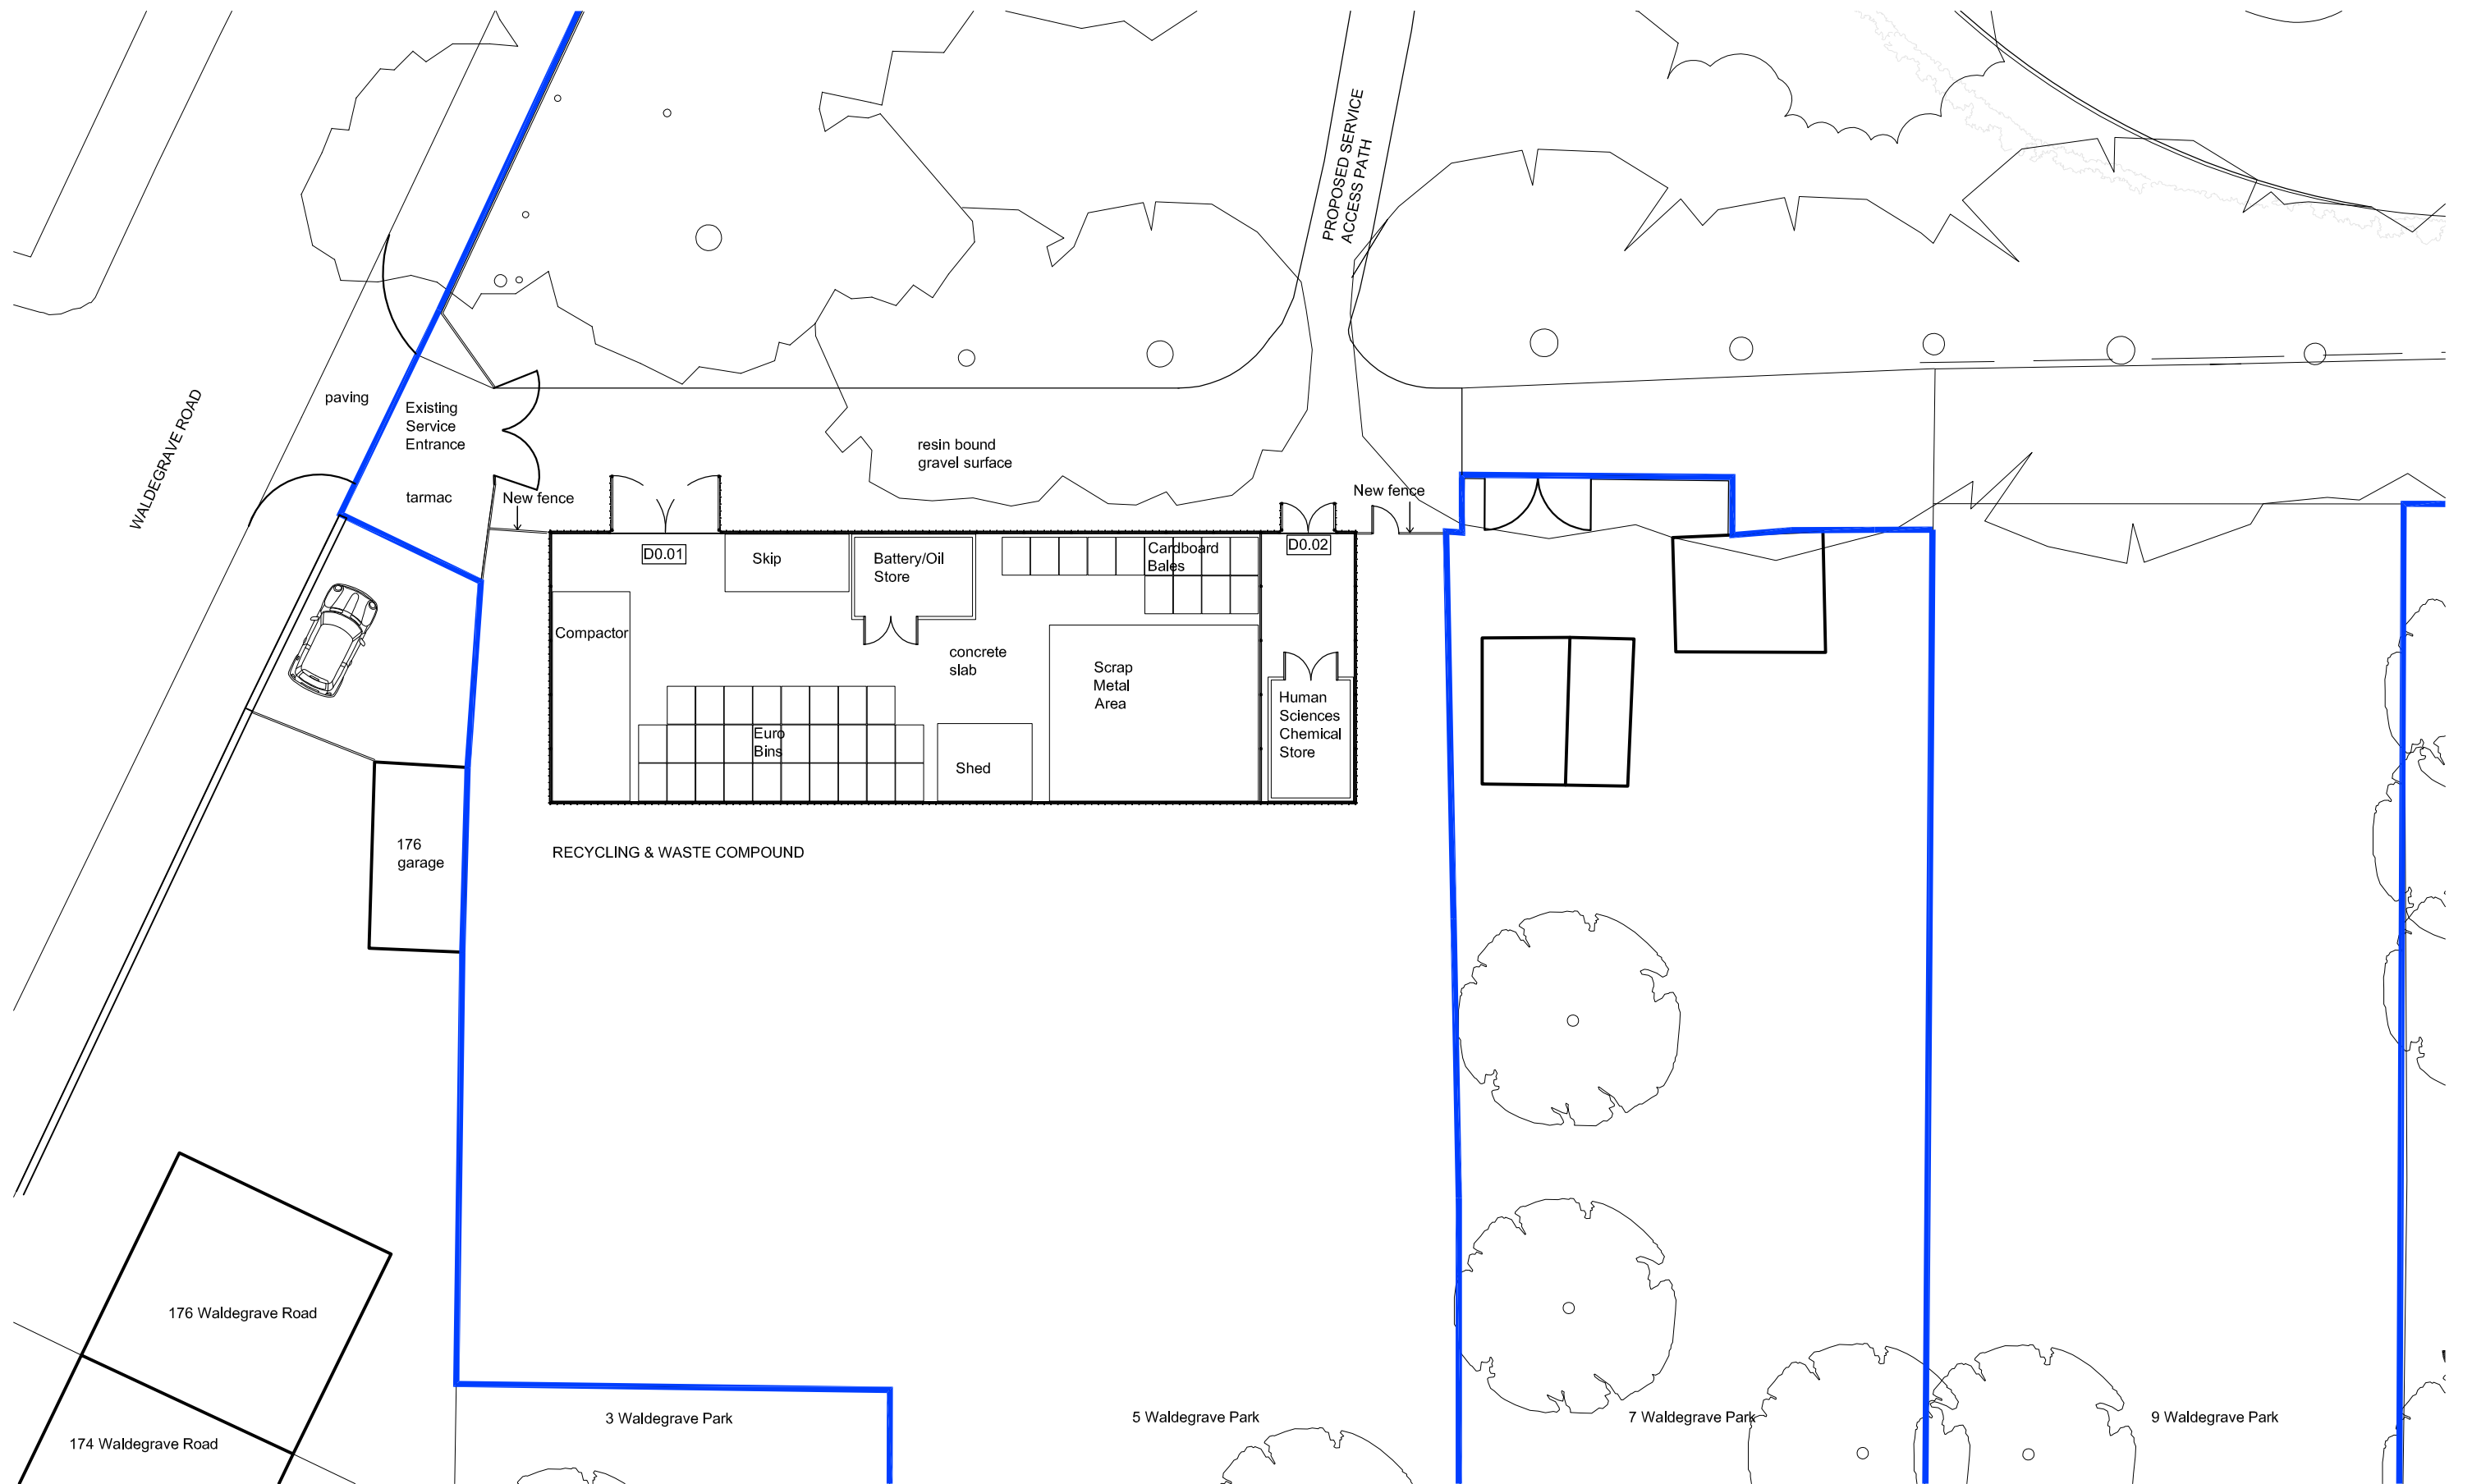 PROPOSED SERVICE
ACCESS PATH
WALDEGRAVE ROAD
paving
Existing
Service
Entrance
tarmac
resin bound
gravel surface
New fence
New fence
D0.01
Skip
Battery/Oil
Store
Cardboard
Bales
D0.02
Compactor
concrete
slab
Scrap
Metal
Area
Human
Sciences
Chemical
Store
Euro
Bins
Shed
RECYCLING & WASTE COMPOUND
176
garage
176 Waldegrave Road
174 Waldegrave Road
3 Waldegrave Park
5 Waldegrave Park
7 Waldegrave Park
9 Waldegrave Park